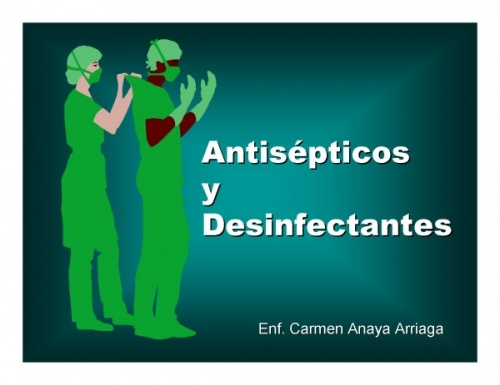 Antisépticos
y
Desinfectantes
Enf. Carmen Anaya Arriaga